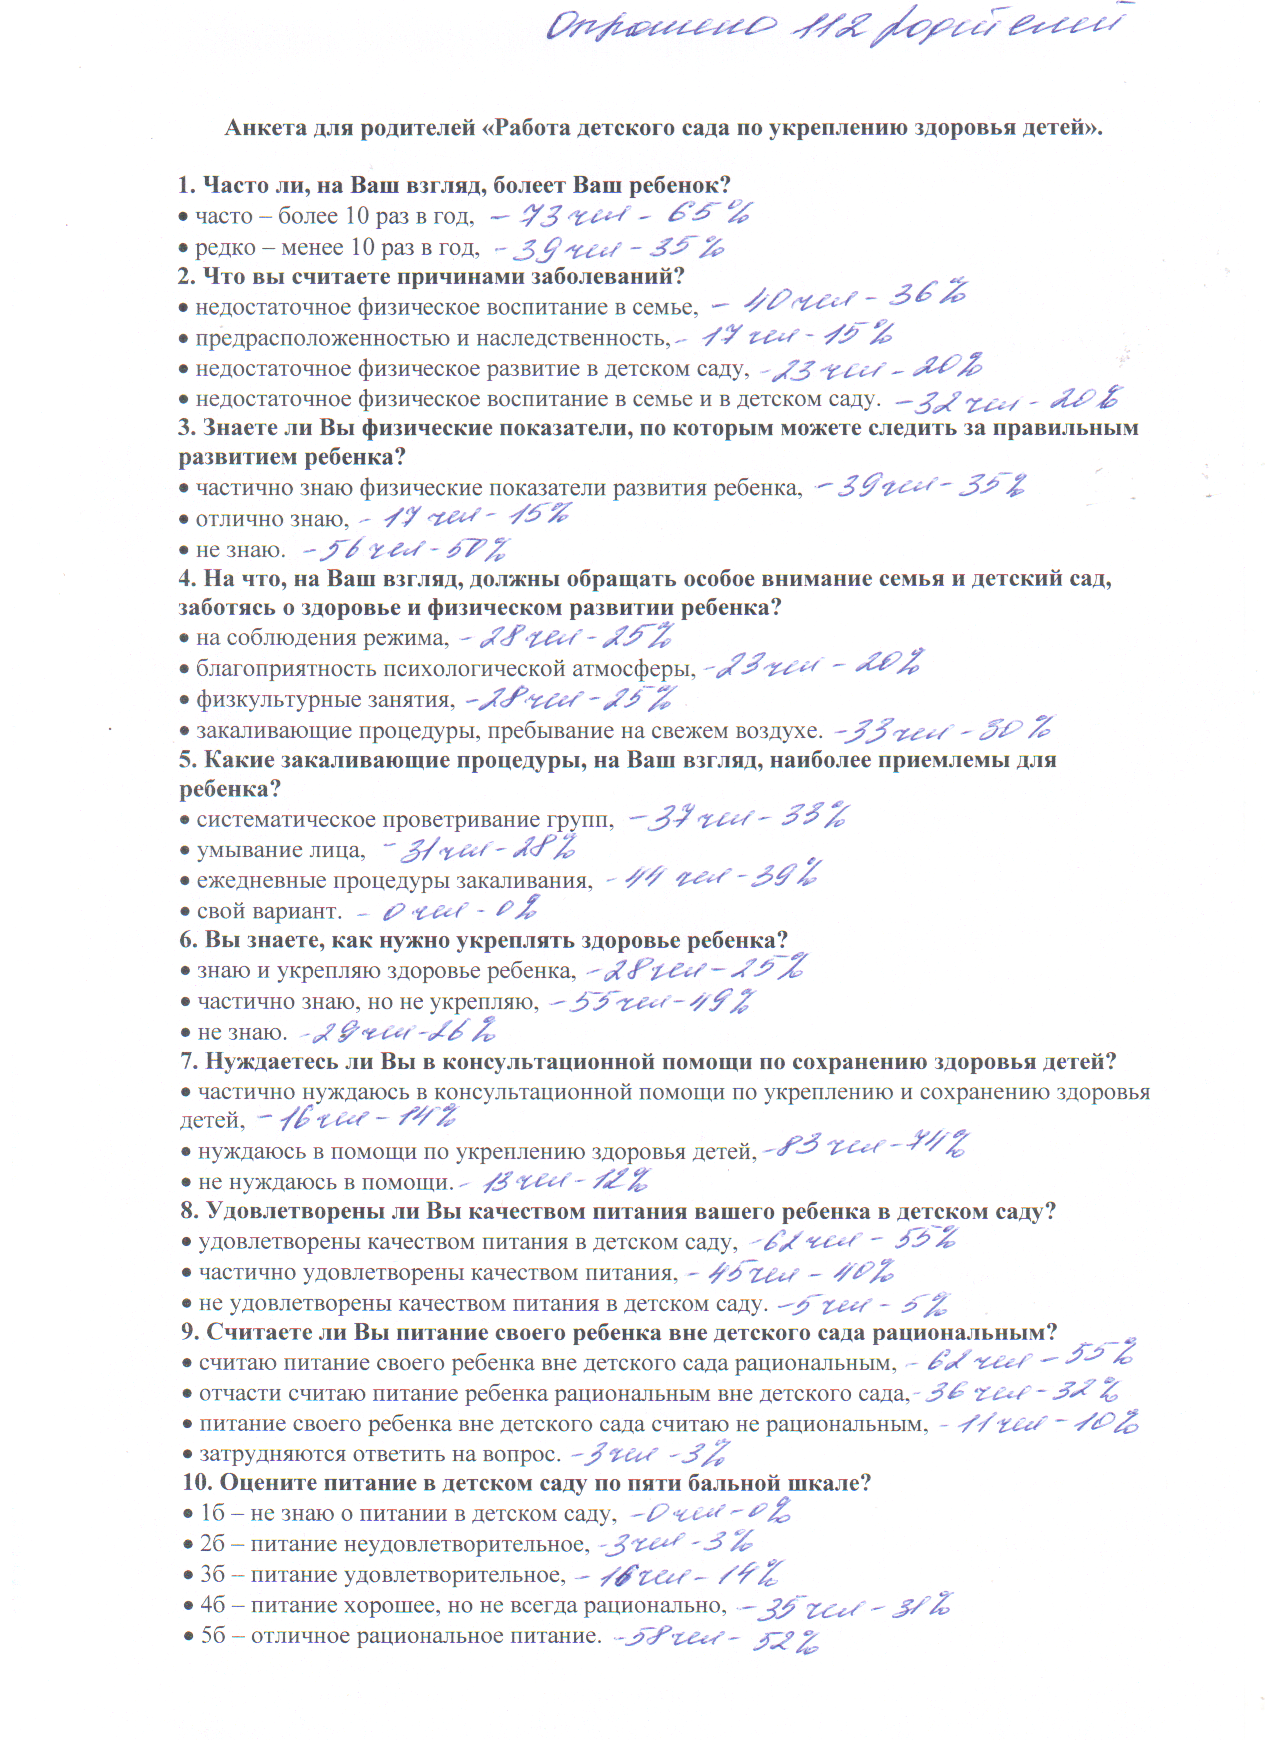 Опрошено 112 родителей
Анкета для родителей «Работа детского сада по укреплению здоровья детей».
1. Часто ли, на Ваш взгляд, болеет Ваш ребенок?
• часто – более 10 раз в год, – 73 чел – 65%
• редко – менее 10 раз в год, – 39 чел – 35%
2. Что вы считаете причинами заболеваний?
• недостаточное физическое воспитание в семье, – 40 чел – 36%
• предрасположенностью и наследственность, – 17 чел – 15%
• недостаточное физическое развитие в детском саду, – 23 чел – 20%
• недостаточное физическое воспитание в семье и в детском саду. – 32 чел – 20%
3. Знаете ли Вы физические показатели, по которым можете следить за правильным
развитием ребенка?
• частично знаю физические показатели развития ребенка, – 39 чел – 35%
• отлично знаю, – 17 чел – 15%
• не знаю. – 56 чел – 50%
4. На что, на Ваш взгляд, должны обращать особое внимание семья и детский сад,
заботясь о здоровье и физическом развитии ребенка?
• на соблюдения режима, – 28 чел – 25%
• благоприятность психологической атмосферы, – 23 чел – 20%
• физкультурные занятия, – 28 чел – 25%
• закаливающие процедуры, пребывание на свежем воздухе. – 33 чел – 30%
5. Какие закаливающие процедуры, на Ваш взгляд, наиболее приемлемы для
ребенка?
• систематическое проветривание групп, – 37 чел – 33%
• умывание лица, – 31 чел – 28%
• ежедневные процедуры закаливания, – 44 чел – 39%
• свой вариант. – 0 чел – 0%
6. Вы знаете, как нужно укреплять здоровье ребенка?
• знаю и укрепляю здоровье ребенка, – 28 чел – 25%
• частично знаю, но не укрепляю, – 55 чел – 49%
• не знаю. – 29 чел – 26%
7. Нуждаетесь ли Вы в консультационной помощи по сохранению здоровья детей?
• частично нуждаюсь в консультационной помощи по укреплению и сохранению здоровья
детей, – 16 чел – 14%
• нуждаюсь в помощи по укреплению здоровья детей, – 83 чел – 74%
• не нуждаюсь в помощи. – 13 чел – 12%
8. Удовлетворены ли Вы качеством питания вашего ребенка в детском саду?
• удовлетворены качеством питания в детском саду, – 62 чел – 55%
• частично удовлетворены качеством питания, – 45 чел – 40%
• не удовлетворены качеством питания в детском саду. – 5 чел – 5%
9. Считаете ли Вы питание своего ребенка вне детского сада рациональным?
• считаю питание своего ребенка вне детского сада рациональным, – 62 чел – 55%
• отчасти считаю питание ребенка рациональным вне детского сада, – 36 чел – 32%
• питание своего ребенка вне детского сада считаю не рациональным, – 11 чел – 10%
• затрудняются ответить на вопрос. – 3 чел – 3%
10. Оцените питание в детском саду по пяти бальной шкале?
• 1б – не знаю о питании в детском саду, – 0 чел – 0%
• 2б – питание неудовлетворительное, – 3 чел – 3%
• 3б – питание удовлетворительное, – 16 чел – 14%
• 4б – питание хорошее, но не всегда рационально, – 35 чел – 31%
• 5б – отличное рациональное питание. – 58 чел – 52%